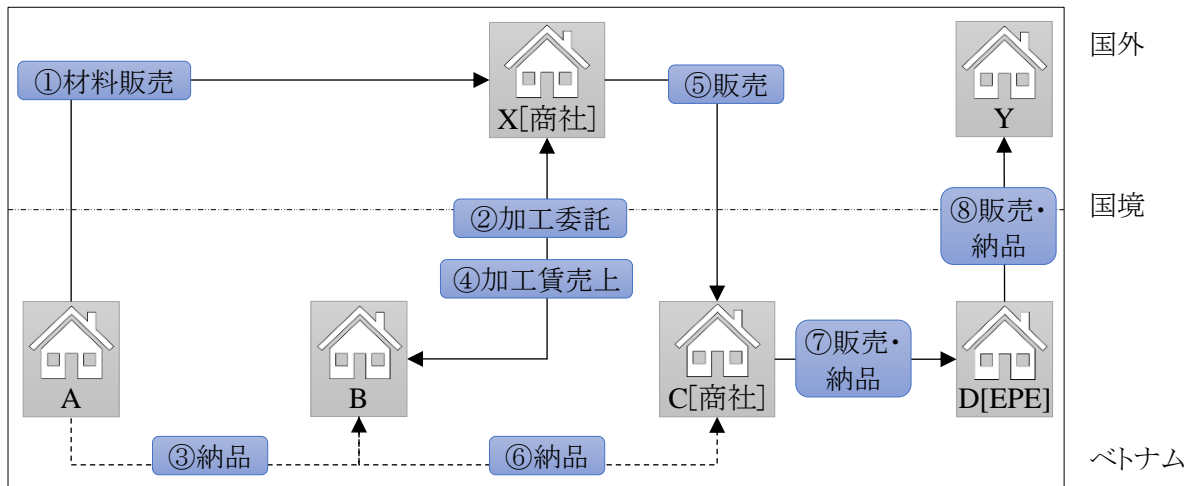 国外
①材料販売
⑤販売
X[商社]
Y
国境
②加工委託
⑧販売・
納品
④加工賃売上
⑦販売・
納品
A
B
C[商社]
D[EPE]
③納品
⑥納品
ベトナム